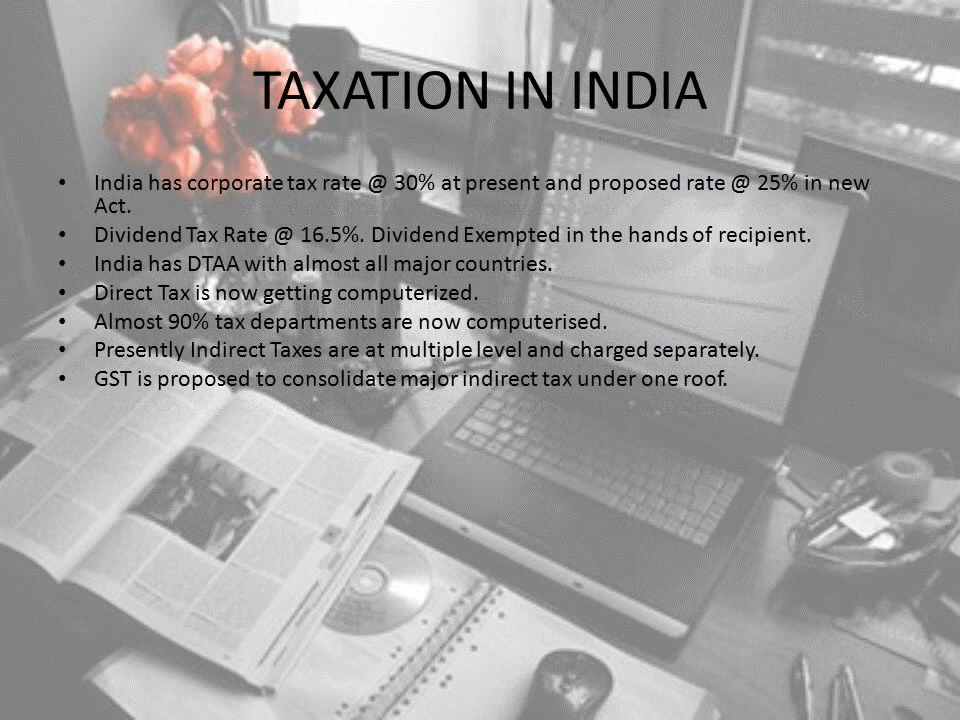 TAXATION IN INDIA
• India has corporate tax rate @ 30% at present and proposed rate @ 25% in new
Act.
• Dividend Tax Rate @ 16.5%. Dividend Exempted in the hands of recipient.
• India has DTAA with almost all major countries.
• Direct Tax is now getting computerized.
• Almost 90% tax departments are now computerised.
• Presently Indirect Taxes are at multiple level and charged separately.
• GST is proposed to consolidate major indirect tax under one roof.